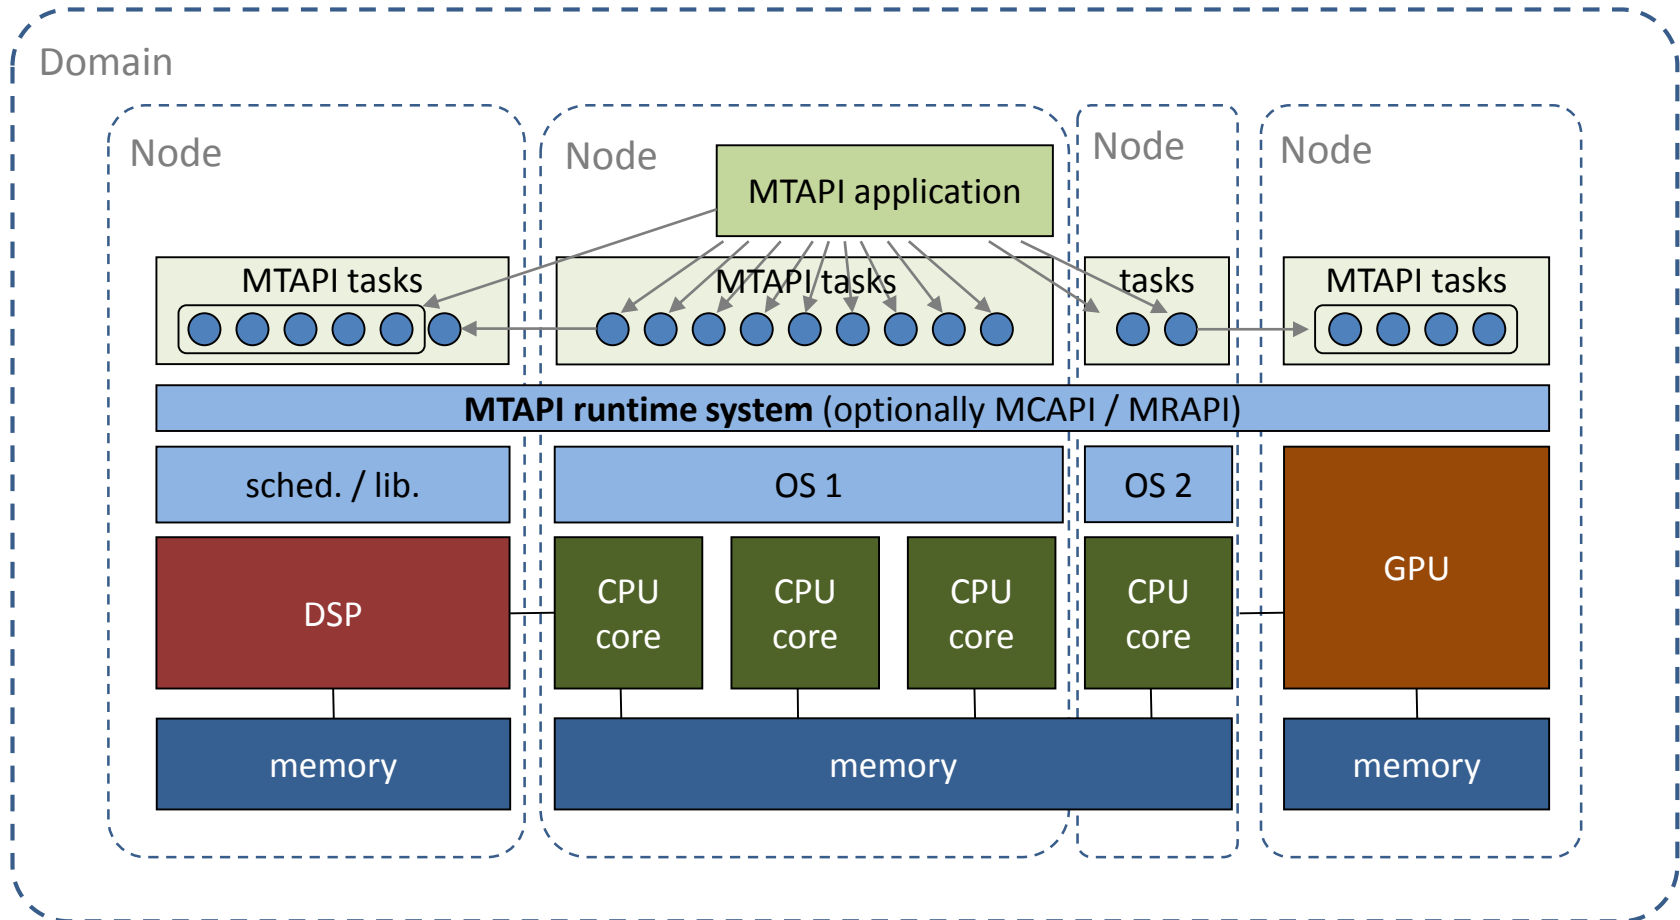 Domain
Node
Node
Node
Node
MTAPI application
MTAPI tasks
MTAPI tasks
tasks
MTAPI tasks
MTAPI runtime system (optionally MCAPI / MRAPI)
sched. / lib.
OS 1
OS 2
DSP
CPU
core
CPU
core
CPU
core
CPU
core
GPU
memory
memory
memory